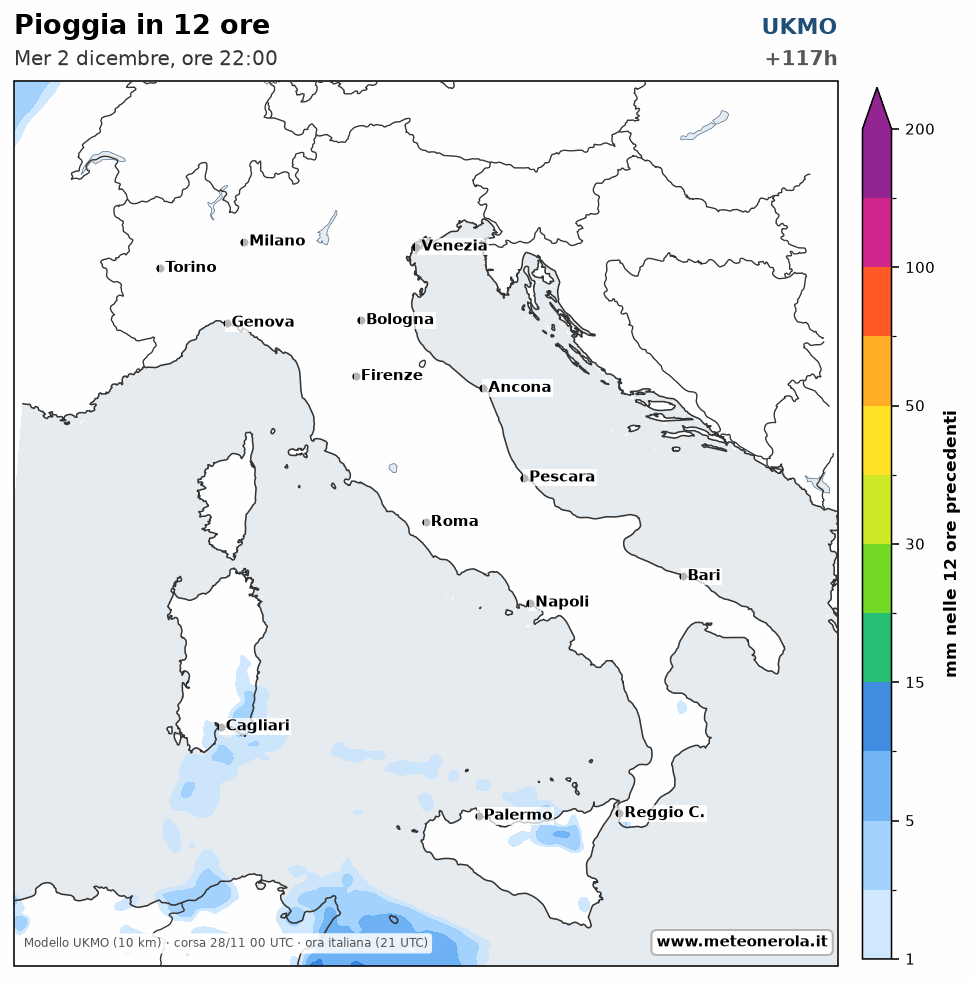 Pioggia in 12 ore
UKMO
Mer 2 dicembre, ore 22:00
+117h
Milano
Venezia
Torino
Genova
Bologna
Firenze
Ancona
Pescara
Roma
Bari
Napoli
Cagliari
Palermo
Reggio C.
Modello UKMO (10 km) · corsa 28/11 00 UTC · ora italiana (21 UTC)
www.meteonerola.it
200
100
50
30
15
5
1
mm nelle 12 ore precedenti